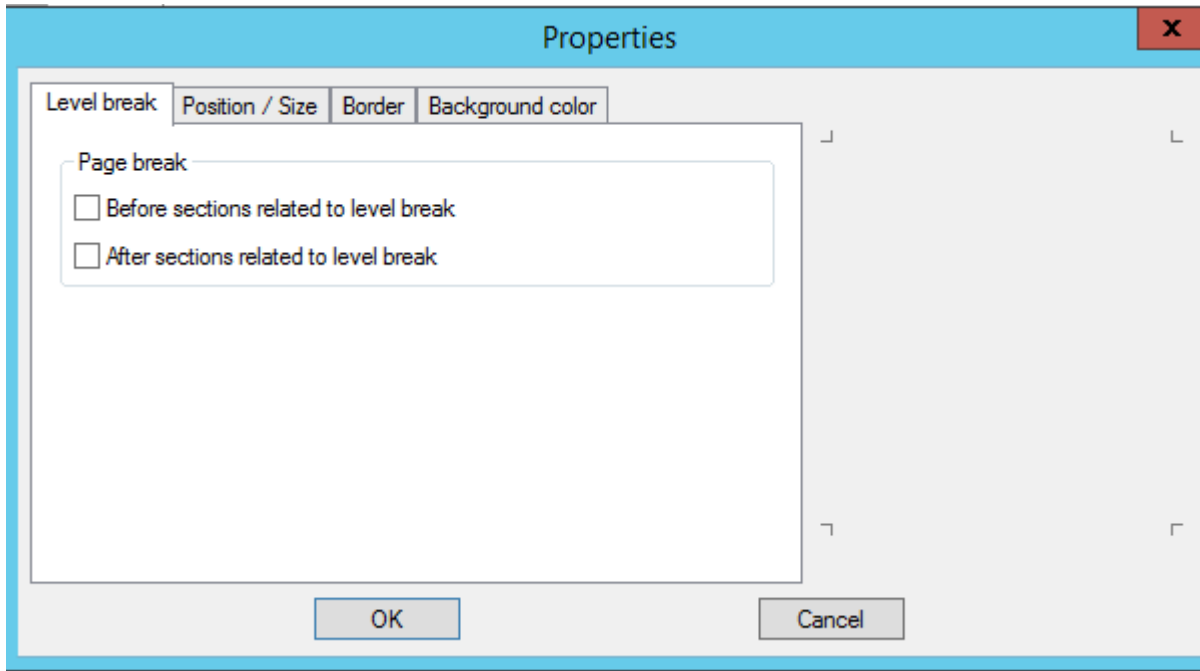 Properties
x
Level break Position / Size Border Background color
Page break
Before sections related to level break
After sections related to level break
OK Cancel